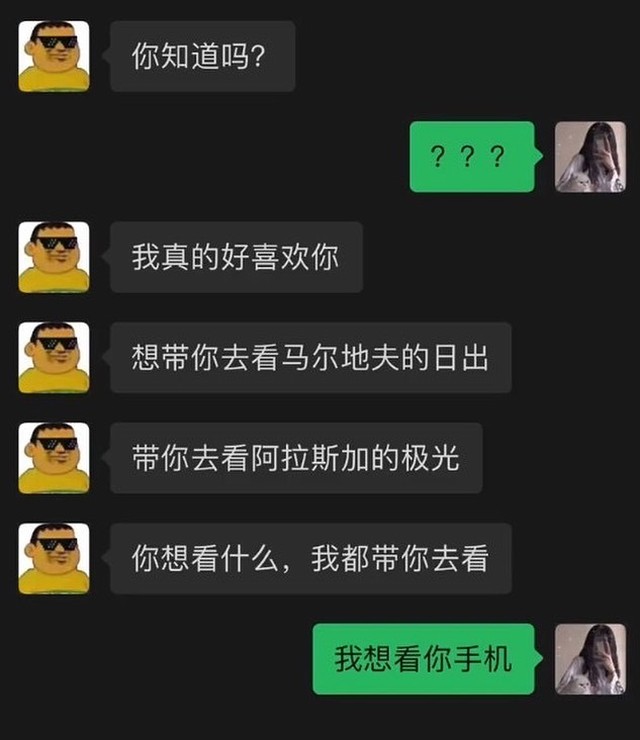 你知道吗？
？？？
我真的好喜欢你
想带你去看马尔地夫的日出
带你去看阿拉斯加的极光
你想看什么，我都带你去看
我想看你手机